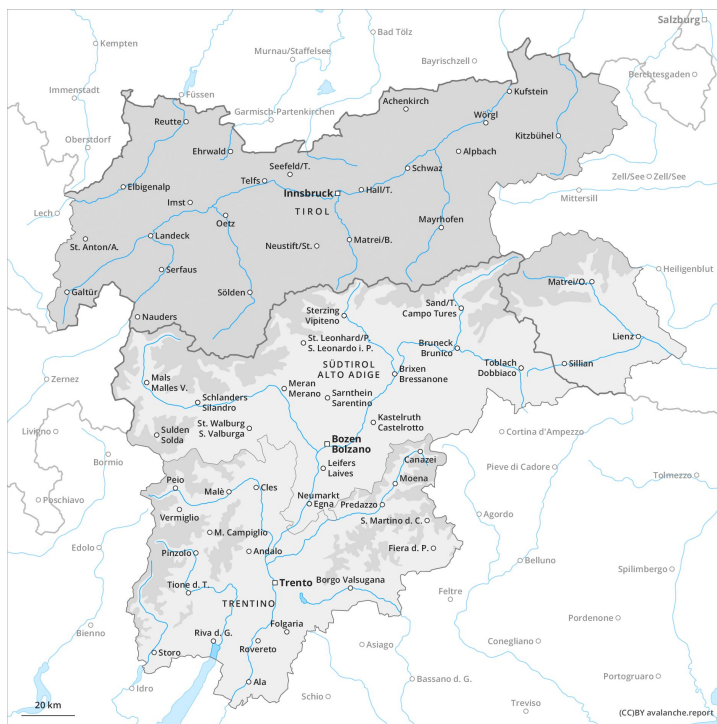 Salzburg
Kempten
Bad Tölz
Murnau/Staffelsee
Bayrischzell
Berchtesgaden
Immenstadt
Füssen
Kufstein
Achenkirch
Garmisch-Partenkirchen
Reutte
Wörgl
Kitzbühel
Oberstdorf
Ehrwald
Alpbach
Seefeld/T.
Schwaz
Zell/See
Zell/See
Telfs
Elbigenalp
Innsbruck
Hall/T.
Mittersill
Imst
TIROL
Lech
Oetz
Mayrhofen
Landeck
St. Anton/A.
Neustift/St.
Matrei/B.
Serfaus
Heiligenblut
Matrei/O.
Galtür
Sölden
Sand/T.
Campo Tures
Nauders
Sterzing
Vipiteno
Lienz
St. Leonhard/P.
S. Leonardo i. P.
Bruneck
Brunico
SÜDTIROL
ALTO ADIGE
Toblach
Dobbiaco
Sillian
Brixen
Bressanone
Zernez
Mals
Malles V.
Meran
Merano
Schlanders
Silandro
Sarnthein
Sarentino
St. Walburg
S. Valburga
Kastelruth
Castelrotto
Livigno
Sulden
Solda
Bozen
Bolzano
Cortina d'Ampezzo
Bormio
Canazei
Leifers
Laives
Pieve di Cadore
Peio
Moena
Tolmezzo
Malè
Cles
Neumarkt
Egna
Predazzo
Poschiavo
Vermiglio
S. Martino d. C.
Agordo
M. Campiglio
Edolo
Pinzolo
Andalo
Fiera d. P.
Belluno
Spilimbergo
Trento
Borgo Valsugana
Tione d. T.
Feltre
TRENTINO
Pordenone
Bienno
Folgaria
Riva d. G.
Rovereto
Asiago
Conegliano
Storo
Portogruaro
Ala
Bassano d. G.
Idro
Schio
Treviso
20 km
(CC)BY avalanche.report